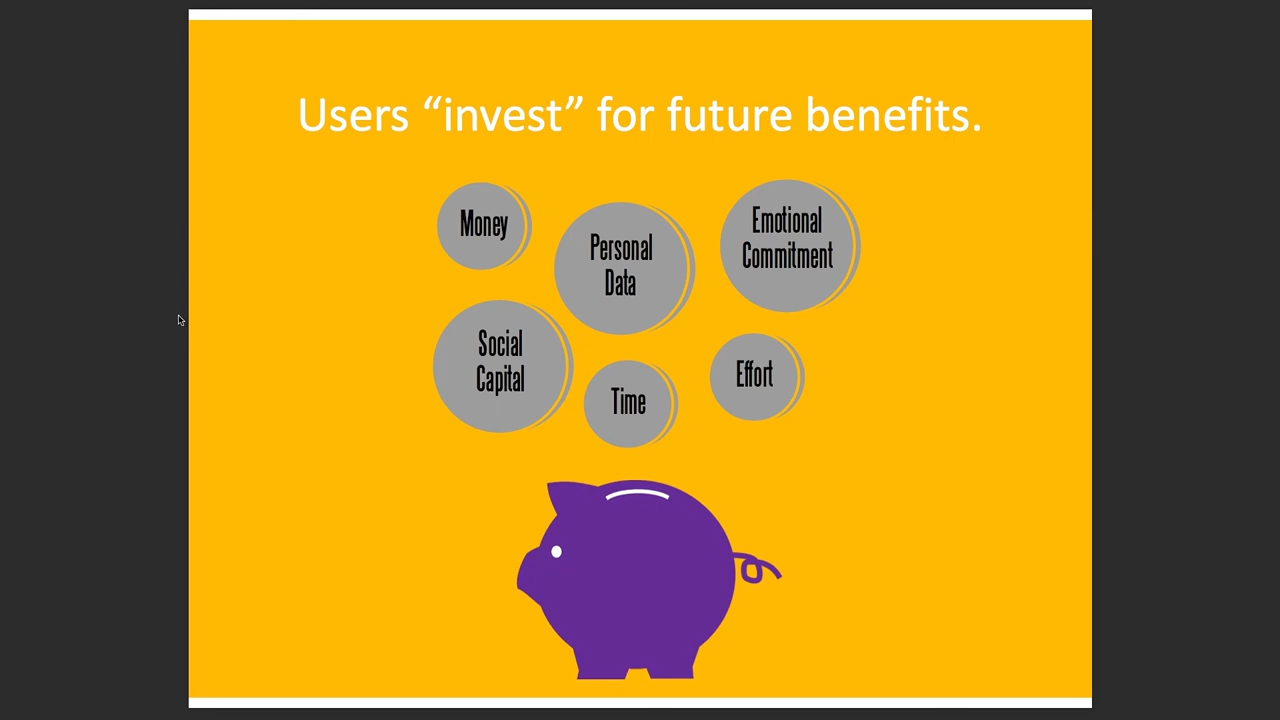 Users “invest” for future benefits.
Money
Personal
Data
Emotional
Commitment
Social
Capital
Time
Effort